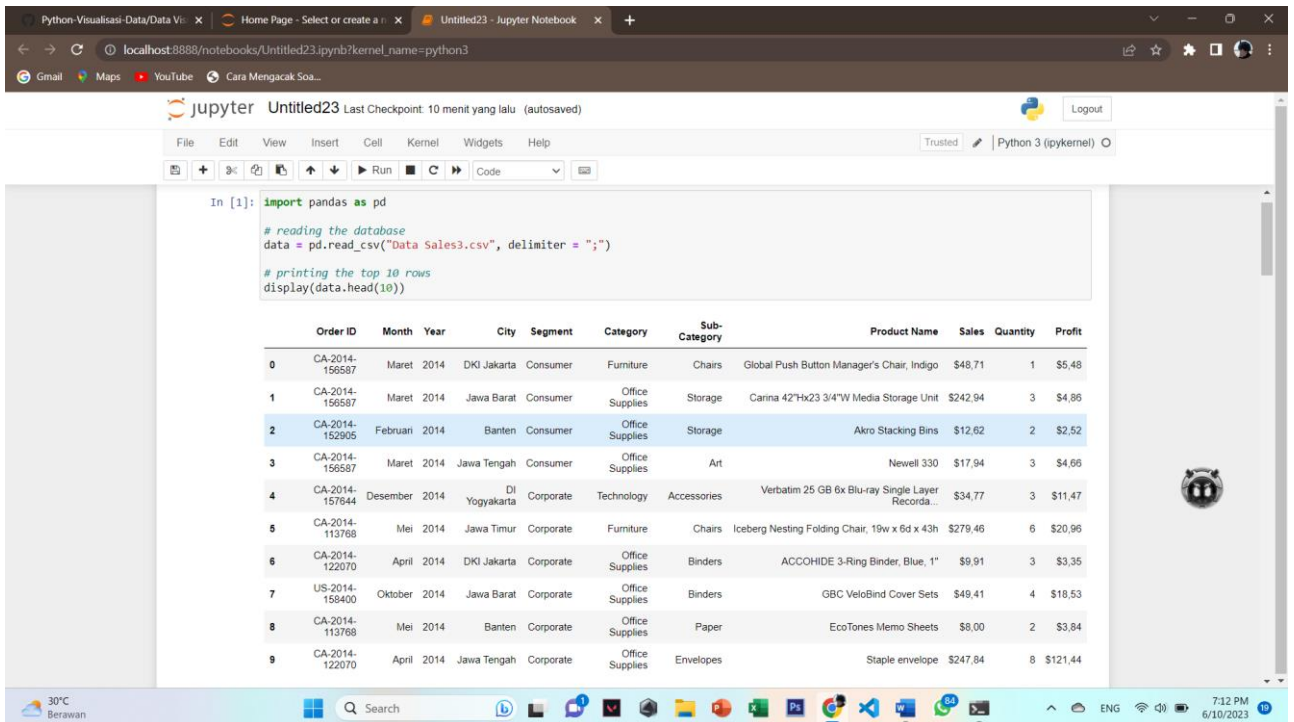 Python-Visualisasi-Data/Data Vis
Home Page - Select or create a n
Untitled23 - Jupyter Notebook
localhost:8888/notebooks/Untitled23.ipynb?kernel_name=python3
Gmail Maps YouTube Cara Mengacak Soa...
jupyter Untitled23 Last Checkpoint: 10 menit yang lalu (autosaved) Logout
File Edit View Insert Cell Kernel Widgets Help Trusted Python 3 (ipykernel)
Run Code
In [1]: import pandas as pd
# reading the database
data = pd.read_csv("Data Sales3.csv", delimiter = ";")
# printing the top 10 rows
display(data.head(10))
Order ID Month Year City Segment Category Sub-Category Product Name Sales Quantity Profit
0 CA-2014-156587 Maret 2014 DKI Jakarta Consumer Furniture Chairs Global Push Button Manager's Chair, Indigo $48,71 1 $5,48
1 CA-2014-156587 Maret 2014 Jawa Barat Consumer Office Supplies Storage Carina 42"Hx23 3/4"W Media Storage Unit $242,94 3 $4,86
2 CA-2014-152905 Februari 2014 Banten Consumer Office Supplies Storage Akro Stacking Bins $12,62 2 $2,52
3 CA-2014-156587 Maret 2014 Jawa Tengah Consumer Office Supplies Art Newell 330 $17,94 3 $4,66
4 CA-2014-157644 Desember 2014 DI Yogyakarta Corporate Technology Accessories Verbatim 25 GB 6x Blu-ray Single Layer Recorda... $34,77 3 $11,47
5 CA-2014-113768 Mei 2014 Jawa Timur Corporate Furniture Chairs Iceberg Nesting Folding Chair, 19w x 6d x 43h $279,46 6 $20,96
6 CA-2014-122070 April 2014 DKI Jakarta Corporate Office Supplies Binders ACCOHIDE 3-Ring Binder, Blue, 1" $9,91 3 $3,35
7 US-2014-158400 Oktober 2014 Jawa Barat Corporate Office Supplies Binders GBC VeloBind Cover Sets $49,41 4 $18,53
8 CA-2014-113768 Mei 2014 Banten Corporate Office Supplies Paper EcoTones Memo Sheets $8,00 2 $3,84
9 CA-2014-122070 April 2014 Jawa Tengah Corporate Office Supplies Envelopes Staple envelope $247,84 8 $121,44
30°C
Berawan
Search
84
ENG
7:12 PM
6/10/2023
19